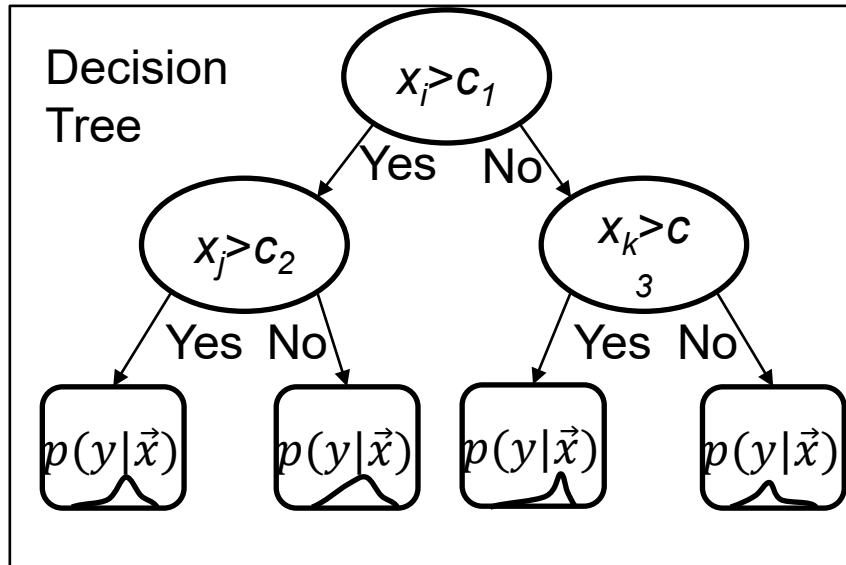 Decision
Tree
xᵢ>c₁
Yes No
xⱼ>c₂
xₖ>c
₃
Yes No
Yes No
p(y|x⃗)
p(y|x⃗)
p(y|x⃗)
p(y|x⃗)